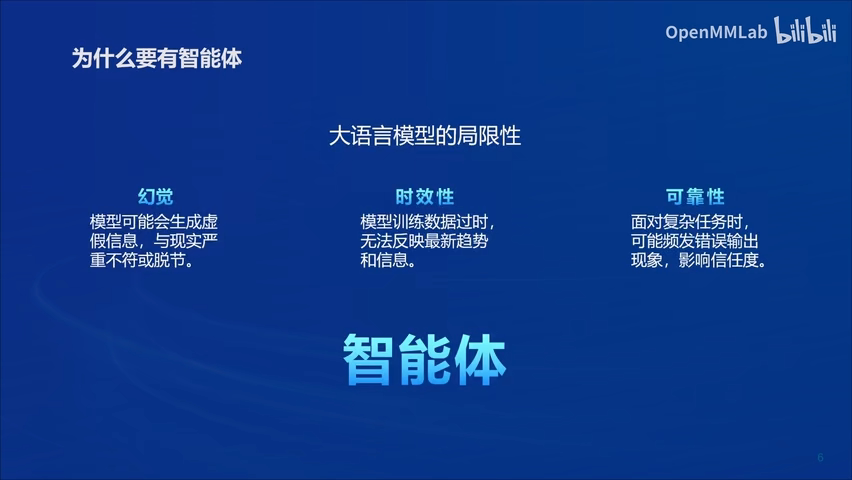 OpenMMLab bilibili
为什么要有智能体
大语言模型的局限性
幻觉
模型可能会生成虚
假信息，与现实严
重不符或脱节。
时效性
模型训练数据过时，
无法反映最新趋势
和信息。
可靠性
面对复杂任务时，
可能频发错误输出
现象，影响信任度。
智能体
6